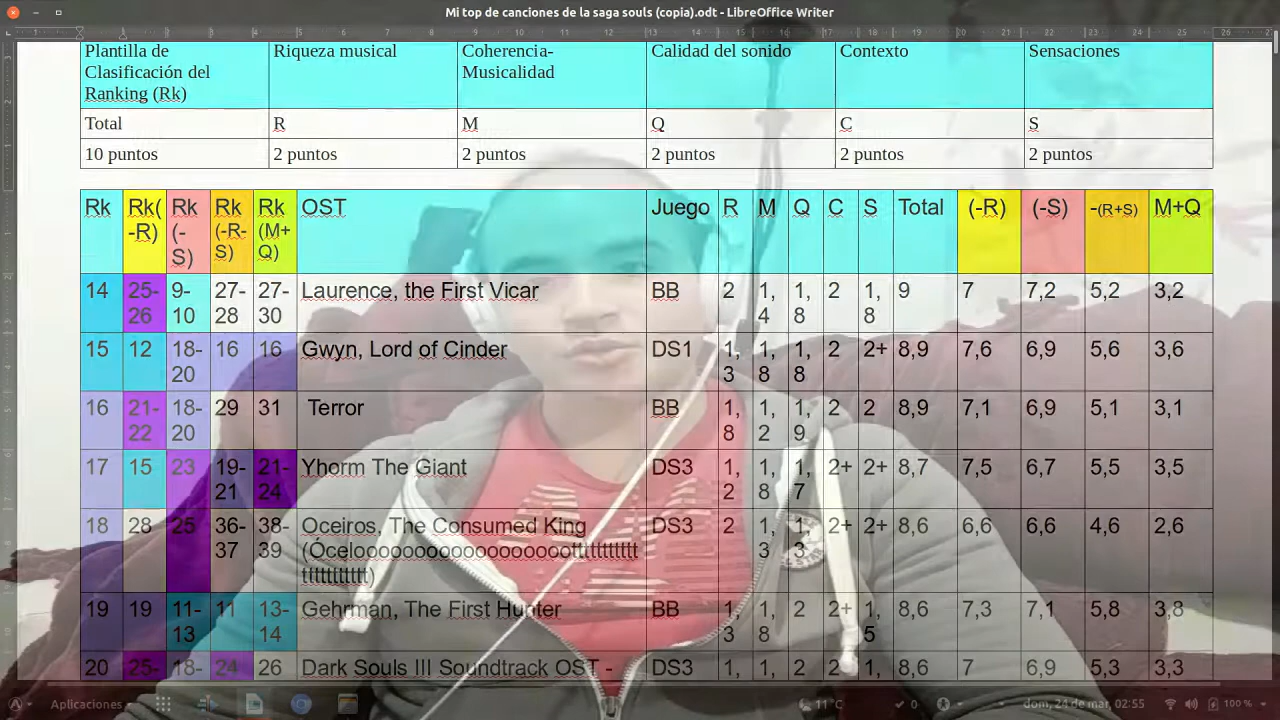 Mi top de canciones de la saga souls (copia).odt - LibreOffice Writer
Plantilla de Clasificación del Ranking (Rk) Riqueza musical Coherencia-Musicalidad Calidad del sonido Contexto Sensaciones
Total R M Q C S
10 puntos 2 puntos 2 puntos 2 puntos 2 puntos 2 puntos
Rk Rk(-R) Rk (-S) Rk (-R-S) Rk (M+Q) OST Juego R M Q C S Total (-R) (-S) -(R+S) M+Q
14 25-26 9-10 27-28 27-30 Laurence, the First Vicar BB 2 1,4 1,8 2 1,8 9 7 7,2 5,2 3,2
15 12 18-20 16 16 Gwyn, Lord of Cinder DS1 1,3 1,8 1,8 2 2+ 8,9 7,6 6,9 5,6 3,6
16 21-22 18-20 29 31 Terror BB 1,8 1,2 1,9 2 2 8,9 7,1 6,9 5,1 3,1
17 15 23 19-21 21-24 Yhorm The Giant DS3 1,2 1,8 1,7 2+ 2+ 8,7 7,5 6,7 5,5 3,5
18 28 25 36-37 38-39 Oceiros, The Consumed King DS3 2 1,3 1,3 2+ 2+ 8,6 6,6 6,6 4,6 2,6
19 19 11-13 11 13-14 Gehrman, The First Hunter BB 1,3 1,8 2 2+ 1,5 8,6 7,3 7,1 5,8 3,8
20 25- 18- 24 26 Dark Souls III Soundtrack OST - DS3 1, 1, 2 2 1, 8,6 7 6,9 5,3 3,3
Aplicaciones 11°C 0 dom, 24 de mar, 02:55 100 %